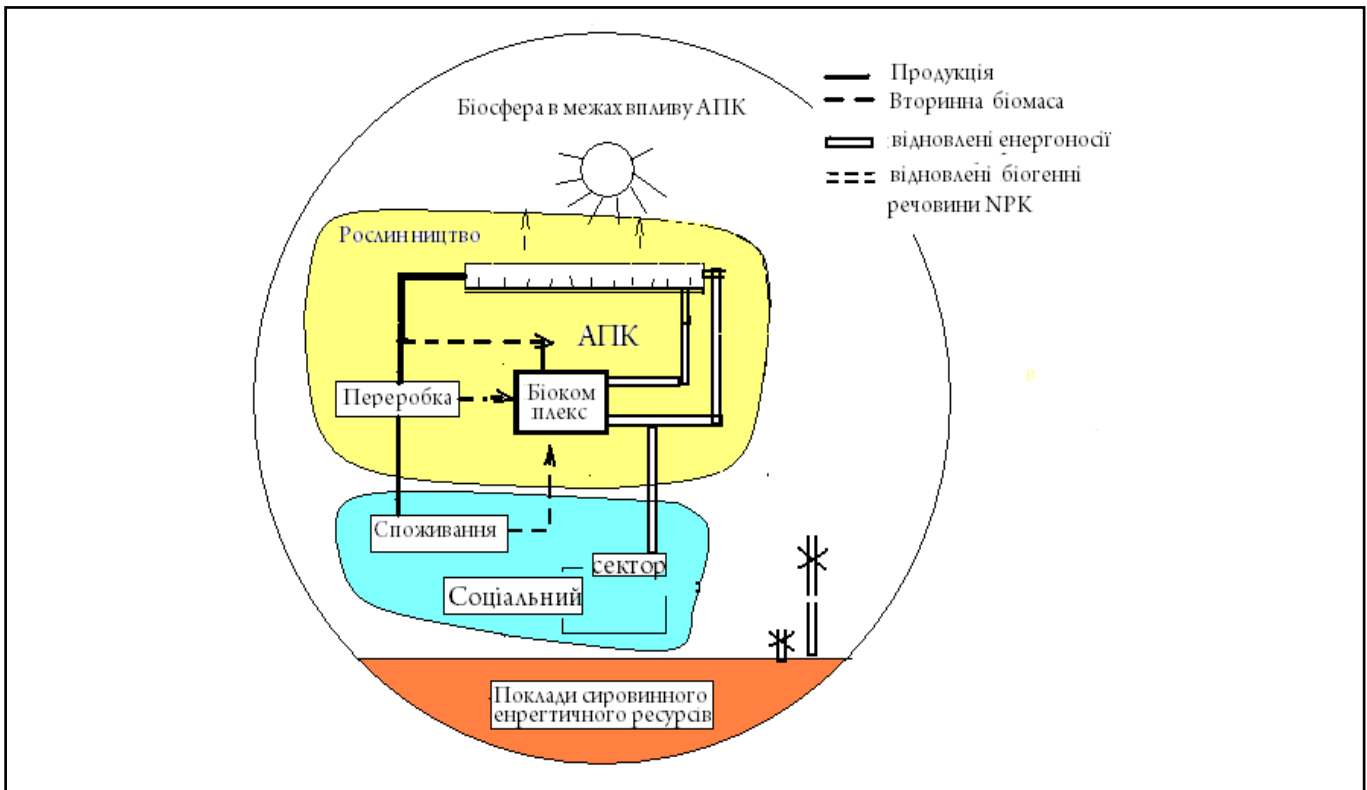 Біосфера в межах впливу АПК
Продукція
Вторинна біомаса
відновлені енергоносії
відновлені біогенні
речовини NPK
Рослинництво
АПК
Переробка
Біоком
плекс
Споживання
сектор
Соціальний
Поклади сировинного
енрегтичного ресурсів